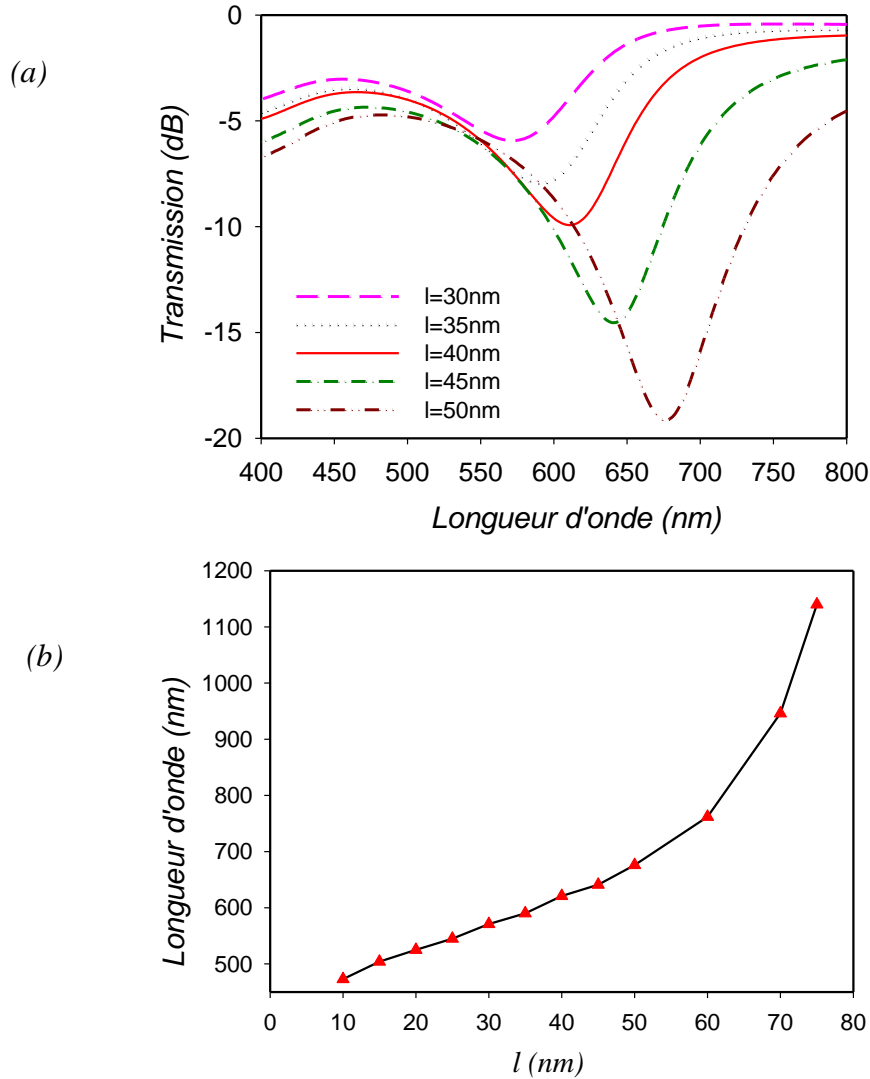 (a)
Transmission (dB)
0
-5
-10
-15
-20
l=30nm
l=35nm
l=40nm
l=45nm
l=50nm
400 450 500 550 600 650 700 750 800
Longueur d'onde (nm)
(b)
Longueur d'onde (nm)
1200
1100
1000
900
800
700
600
500
0 10 20 30 40 50 60 70 80
l (nm)